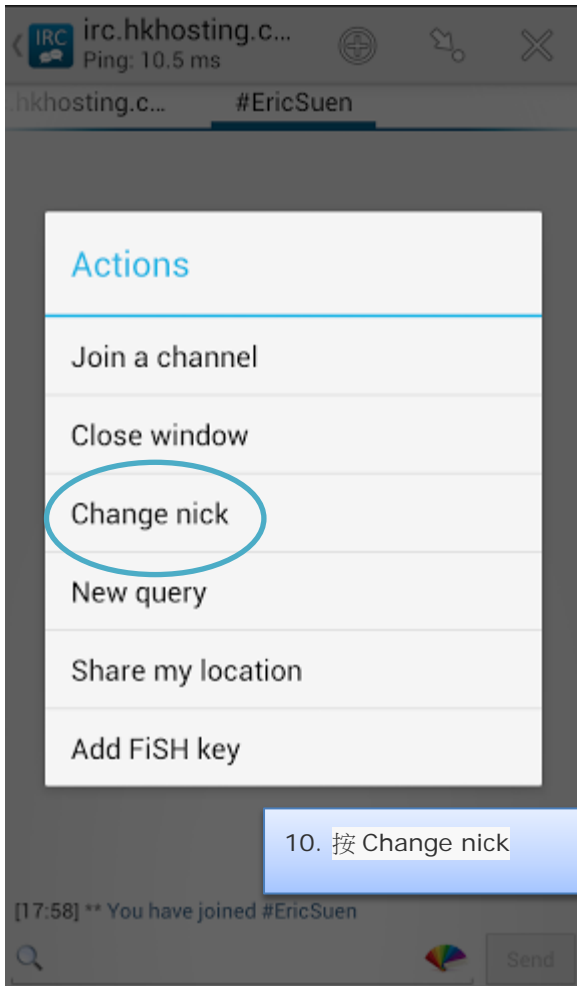 IRC
irc.hkhosting.c...
Ping: 10.5 ms
.hkhosting.c... #EricSuen
Actions
Join a channel
Close window
Change nick
New query
Share my location
Add FiSH key
10. 按 Change nick
[17:58] ** You have joined #EricSuen
Send